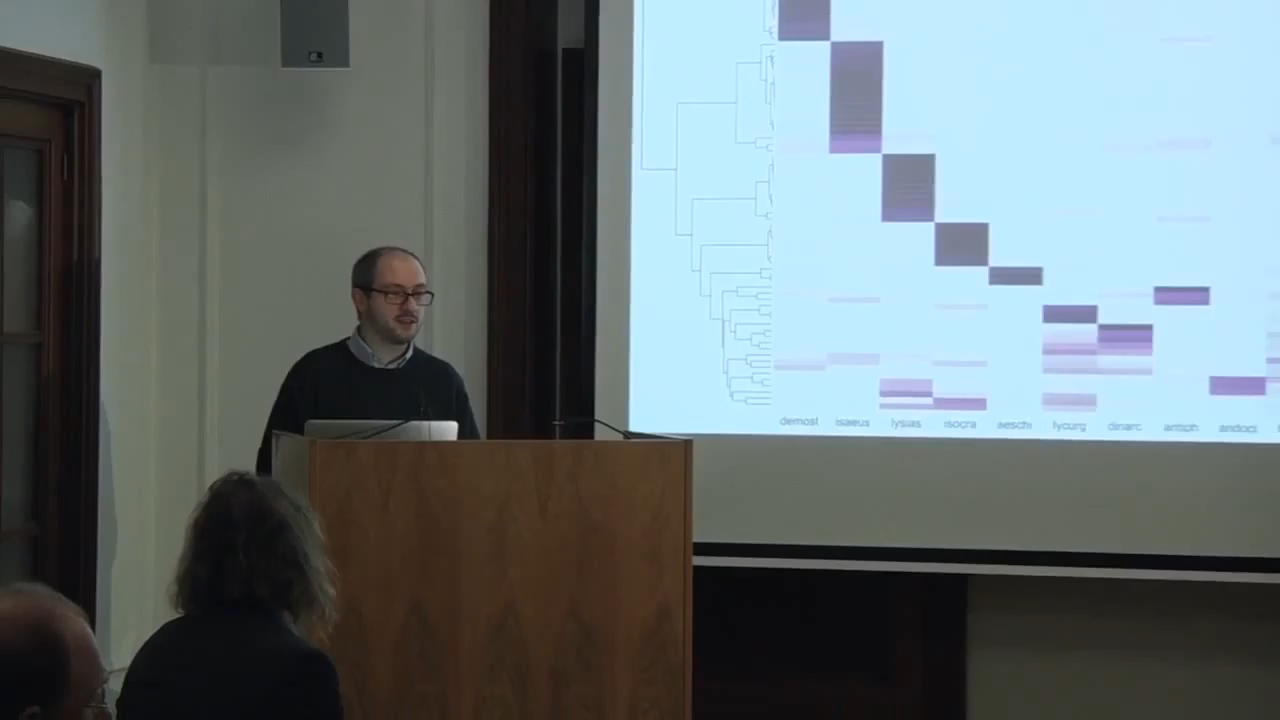 demost isaeus lysias isocra aeschi lycurg dinarc antiph andoci